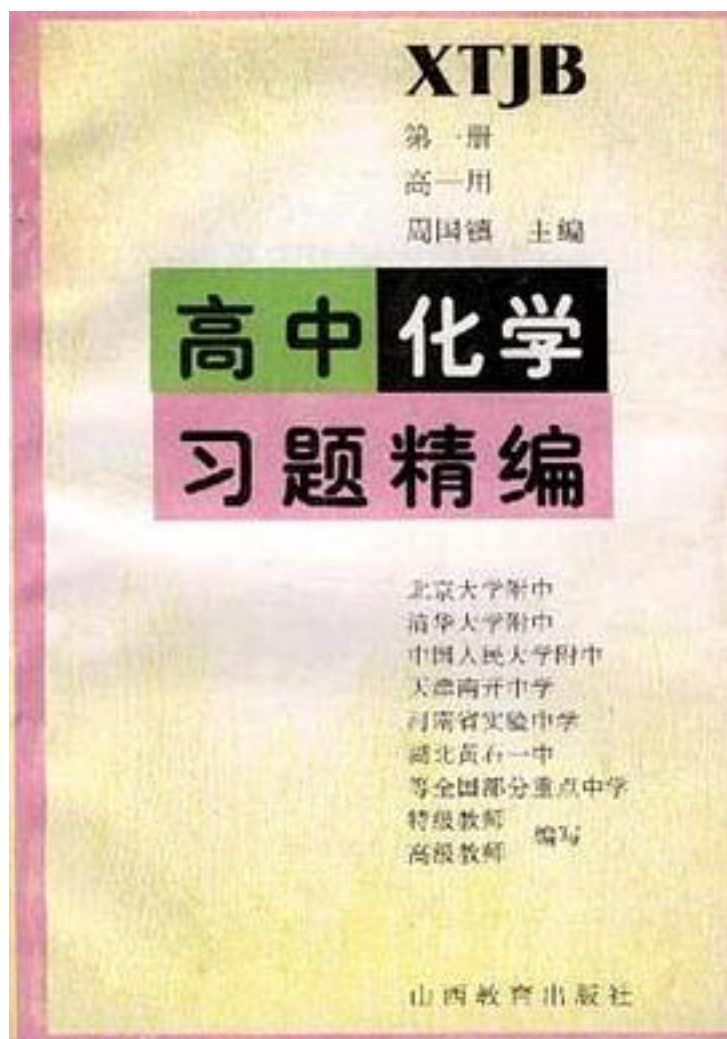 XTJB
第一册
高一用
周国镇 主编
高中化学
习题精编
北京大学附中
清华大学附中
中国人民大学附中
天津南开中学
河南省实验中学
湖北黄石一中
等全国部分重点中学
特级教师
高级教师 编写
山西教育出版社